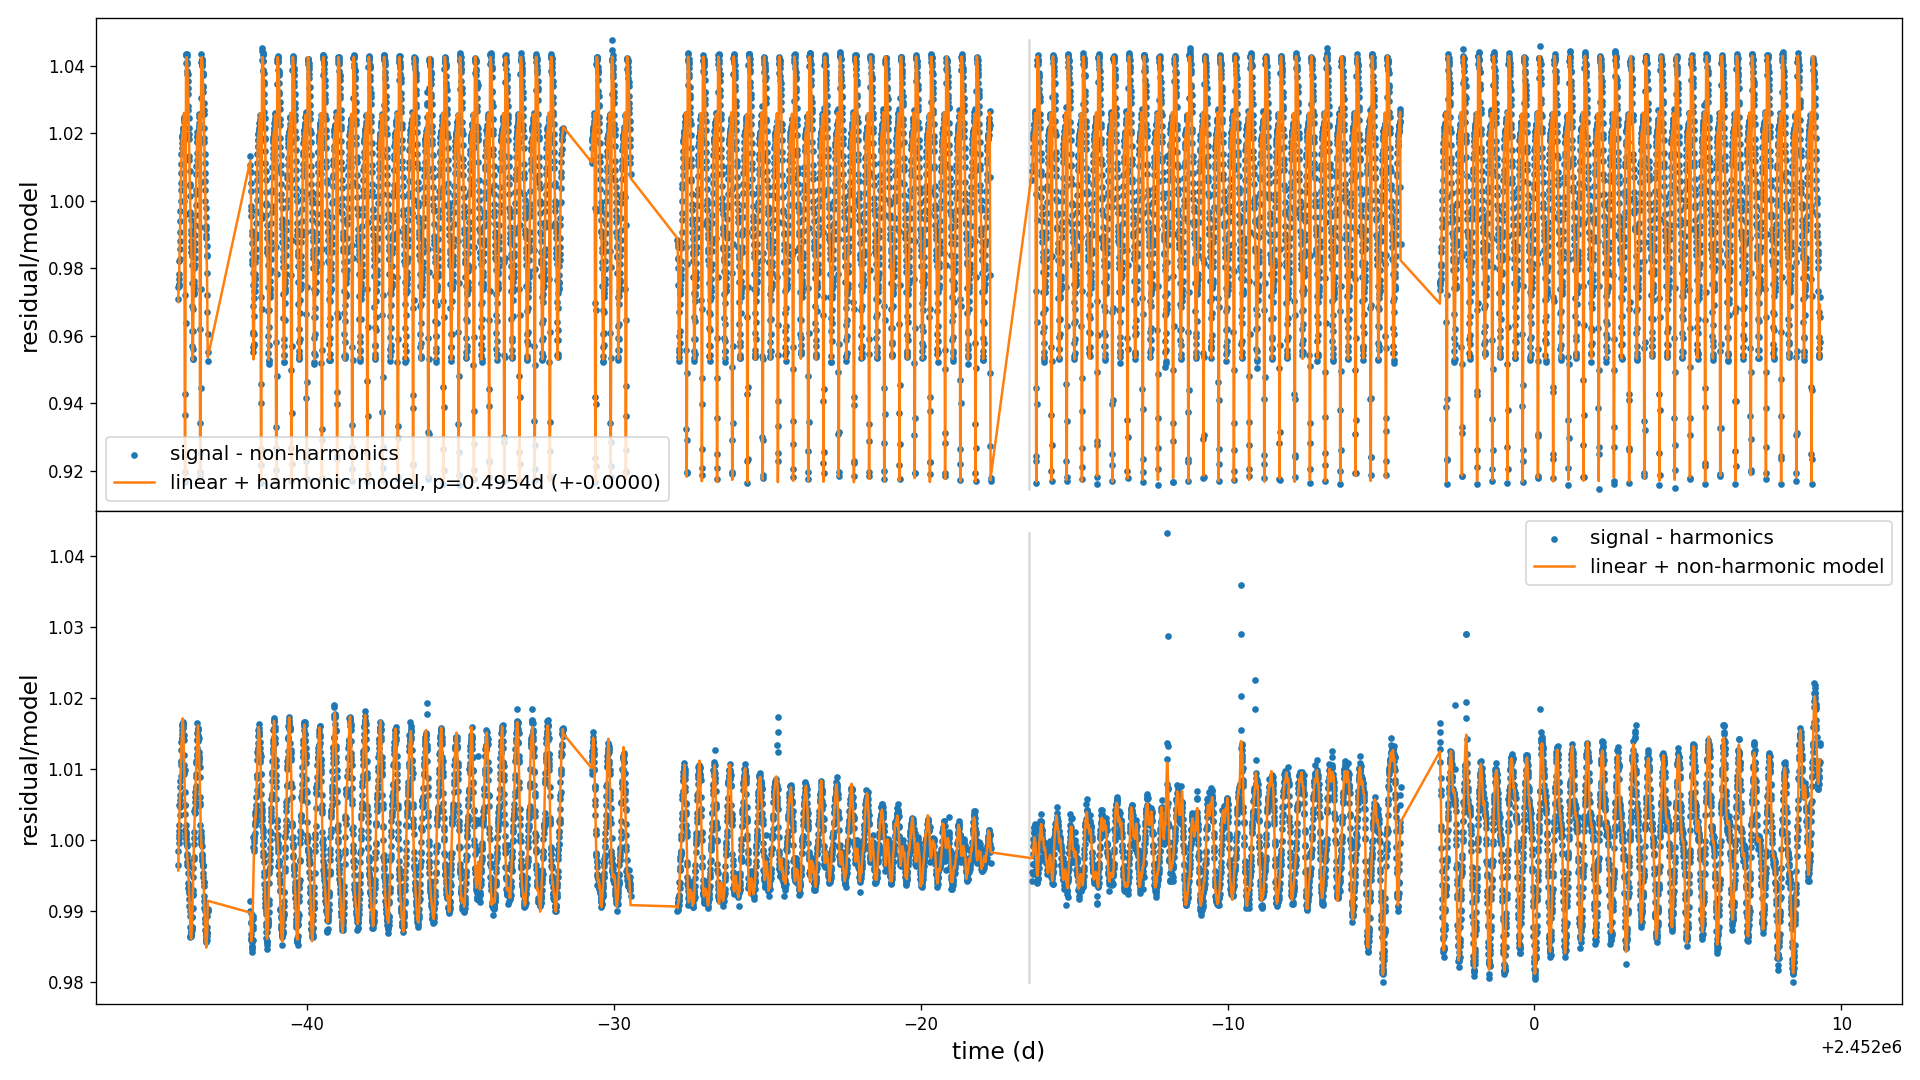 1.04
1.02
1.00
0.98
0.96
0.94
0.92
residual/model
signal - non-harmonics
linear + harmonic model, p=0.4954d (+-0.0000)
1.04
1.03
1.02
1.01
1.00
0.99
0.98
residual/model
signal - harmonics
linear + non-harmonic model
−40 −30 −20 −10 0 10
time (d)
+2.452e6